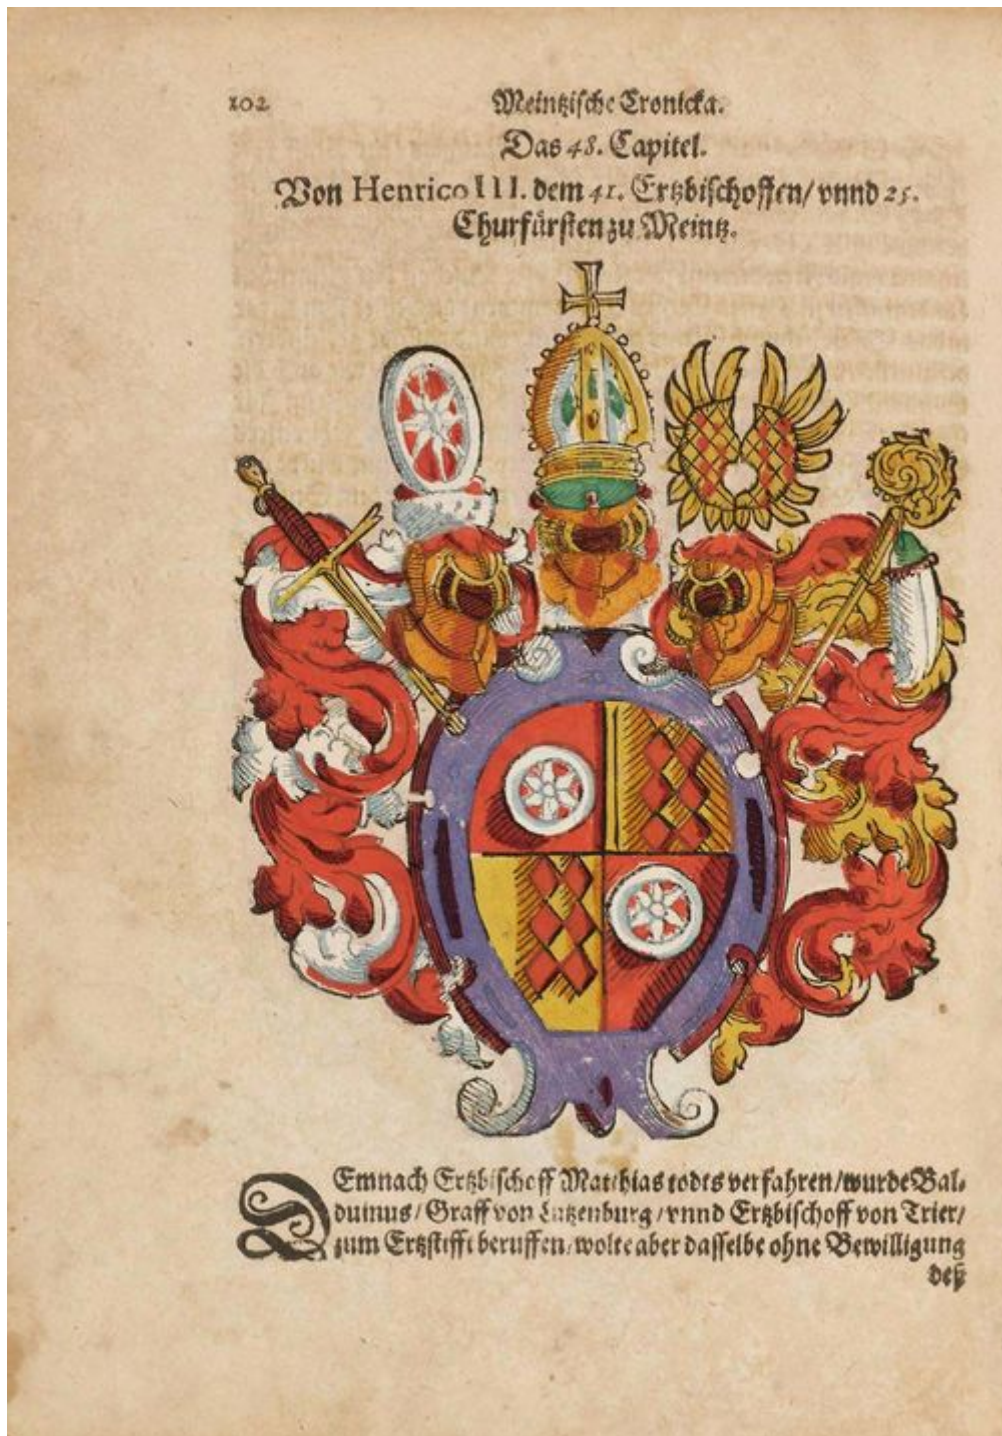 102
Meintzische Cronicka.
Das 48. Capitel.
Von Henrico III. dem 41. Ertzbischoffen/ vnnd 25.
Churfürsten zu Meintz.
DEmnach Ertzbischoff Matthias todts verfahren/ wurde Bal-
duinus/ Graff von Lützenburg/ vnnd Ertzbischoff von Trier/
zum Ertzstifft beruffen/ wolte aber dasselbe ohne Bewilligung
deß